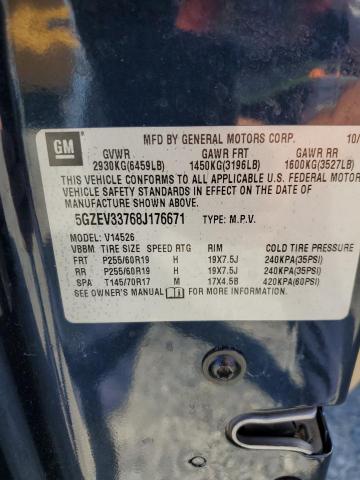 GM
MFD BY GENERAL MOTORS CORP. 10/
GVWR GAWR FRT GAWR RR
2930KG(6459LB) 1450KG(3196LB) 1600KG(3527LB)
THIS VEHICLE CONFORMS TO ALL APPLICABLE U.S. FEDERAL MOTOR
VEHICLE SAFETY STANDARDS IN EFFECT ON THE DATE OF
MANUFACTURE SHOWN ABOVE.
5GZEV33768J176671 TYPE: M.P.V.
MODEL: V14526
VBBM: TIRE SIZE SPEED RTG RIM COLD TIRE PRESSURE
FRT P255/60R19 H 19X7.5J 240KPA(35PSI)
RR P255/60R19 H 19X7.5J 240KPA(35PSI)
SPA T145/70R17 M 17X4.5B 420KPA(60PSI)
SEE OWNER'S MANUAL FOR MORE INFORMATION.